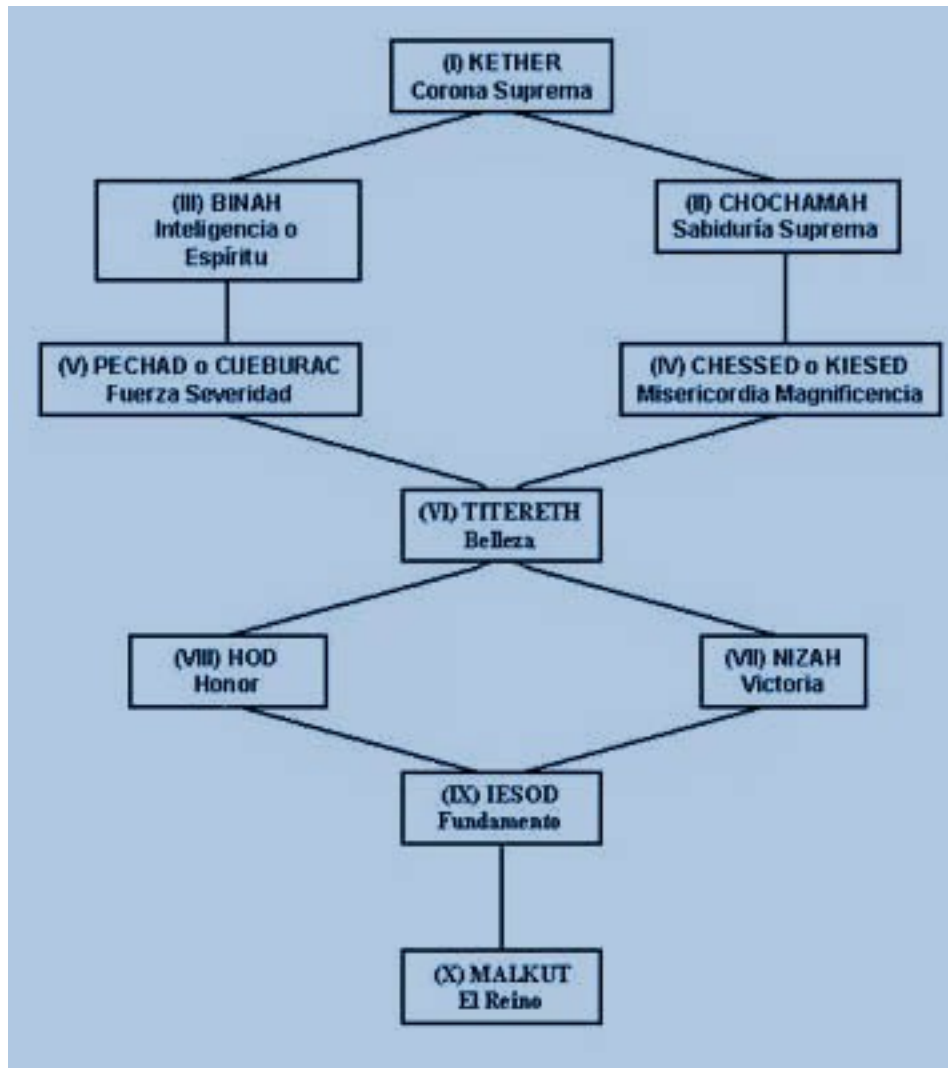 (I) KETHER
Corona Suprema
(III) BINAH
Inteligencia o
Espíritu
(II) CHOCHAMAH
Sabiduría Suprema
(V) PECHAD o CUEBURAC
Fuerza Severidad
(IV) CHESSED o KIESED
Misericordia Magnificencia
(VI) TITERETH
Belleza
(VIII) HOD
Honor
(VII) NIZAH
Victoria
(IX) IESOD
Fundamento
(X) MALKUT
El Reino